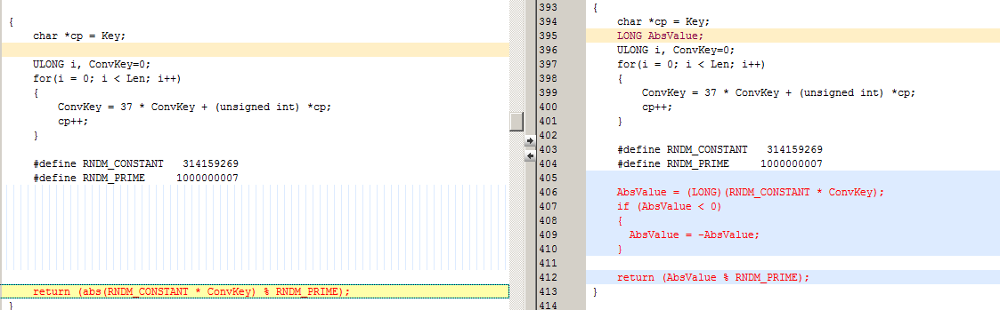 {
char *cp = Key;
ULONG i, ConvKey=0;
for(i = 0; i < Len; i++)
{
ConvKey = 37 * ConvKey + (unsigned int) *cp;
cp++;
}
#define RNDM_CONSTANT 314159269
#define RNDM_PRIME 1000000007
return (abs(RNDM_CONSTANT * ConvKey) % RNDM_PRIME);
}
393 {
394 char *cp = Key;
395 LONG AbsValue;
396 ULONG i, ConvKey=0;
397 for(i = 0; i < Len; i++)
398 {
399 ConvKey = 37 * ConvKey + (unsigned int) *cp;
400 cp++;
401 }
402
403 #define RNDM_CONSTANT 314159269
404 #define RNDM_PRIME 1000000007
405
406 AbsValue = (LONG)(RNDM_CONSTANT * ConvKey);
407 if (AbsValue < 0)
408 {
409 AbsValue = -AbsValue;
410 }
411
412 return (AbsValue % RNDM_PRIME);
413 }
414